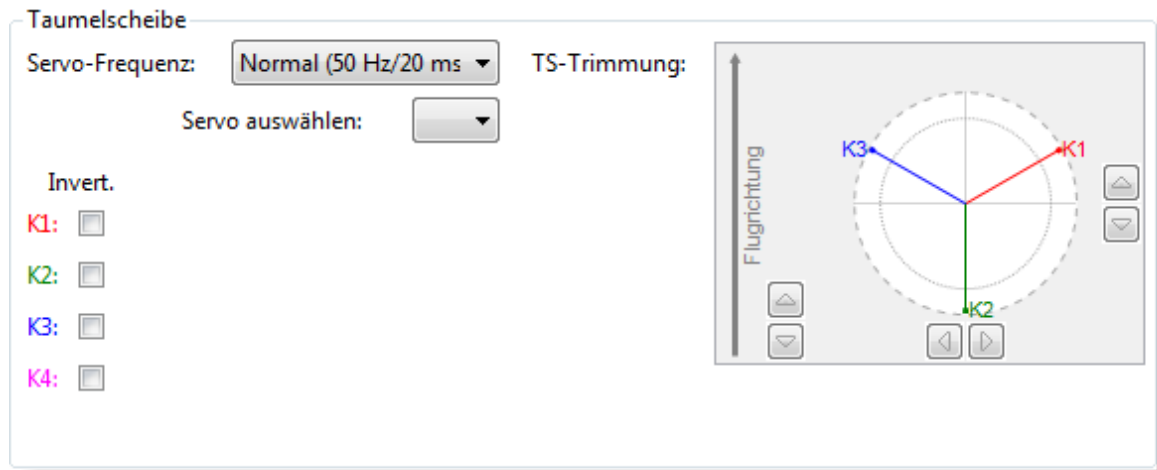 Taumelscheibe
Servo-Frequenz: Normal (50 Hz/20 ms TS-Trimmung:
Servo auswählen:
Invert.
K1:
K2:
K3:
K4:
Flugrichtung
K3 K1
K2